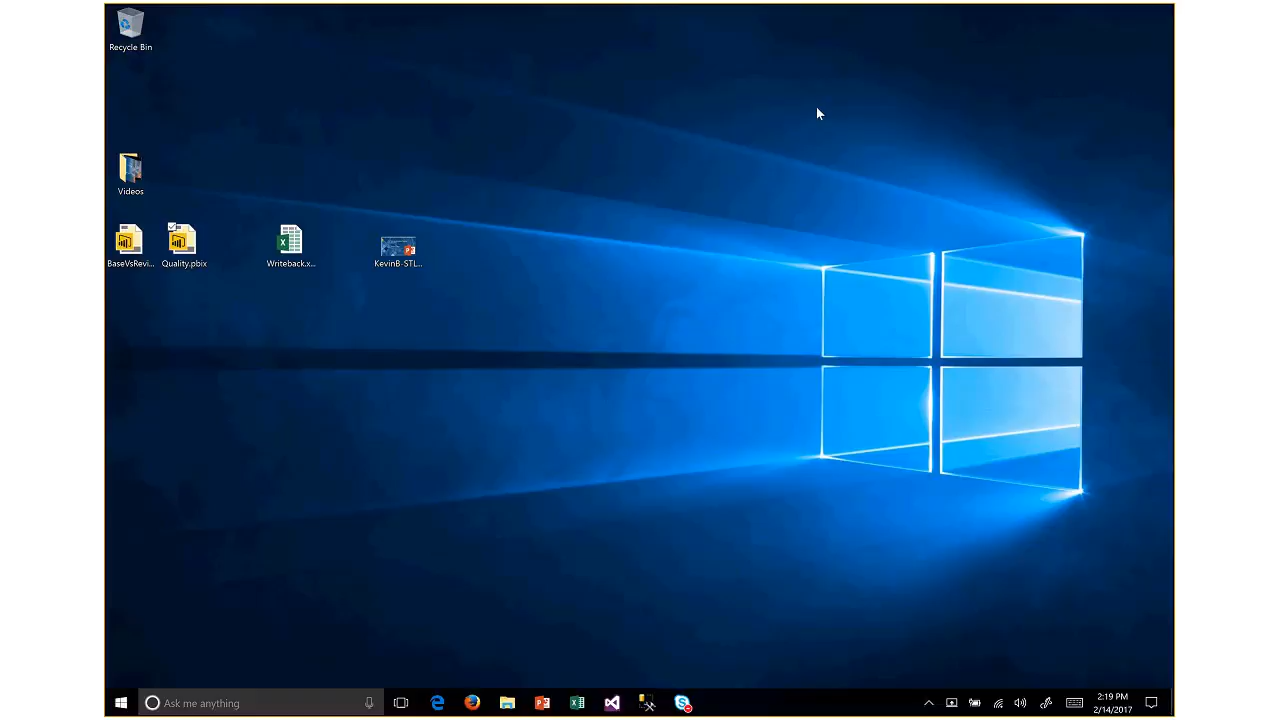 Recycle Bin
Videos
BaseVsRevi...
Quality.pbix
Writeback.x...
KevinB-STL...
Ask me anything
2:19 PM
2/14/2017